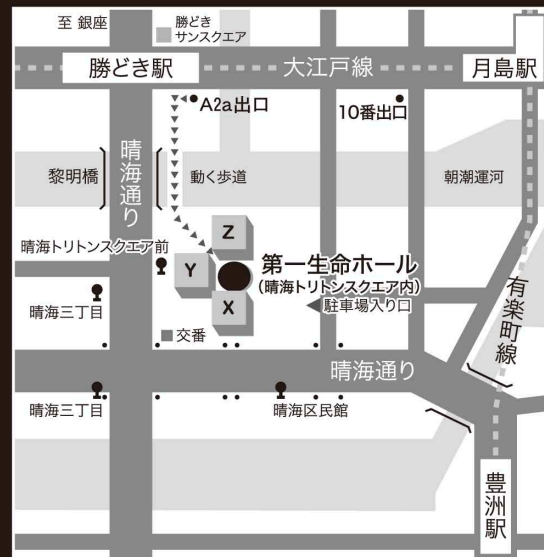 至 銀座
勝どき
サンスクエア
勝どき駅
大江戸線
月島駅
A2a出口
10番出口
晴海通り
黎明橋
動く歩道
朝潮運河
晴海トリトンスクエア前
Z
Y
X
第一生命ホール
(晴海トリトンスクエア内)
駐車場入り口
有楽町線
晴海三丁目
交番
晴海通り
晴海三丁目
晴海区民館
豊洲駅